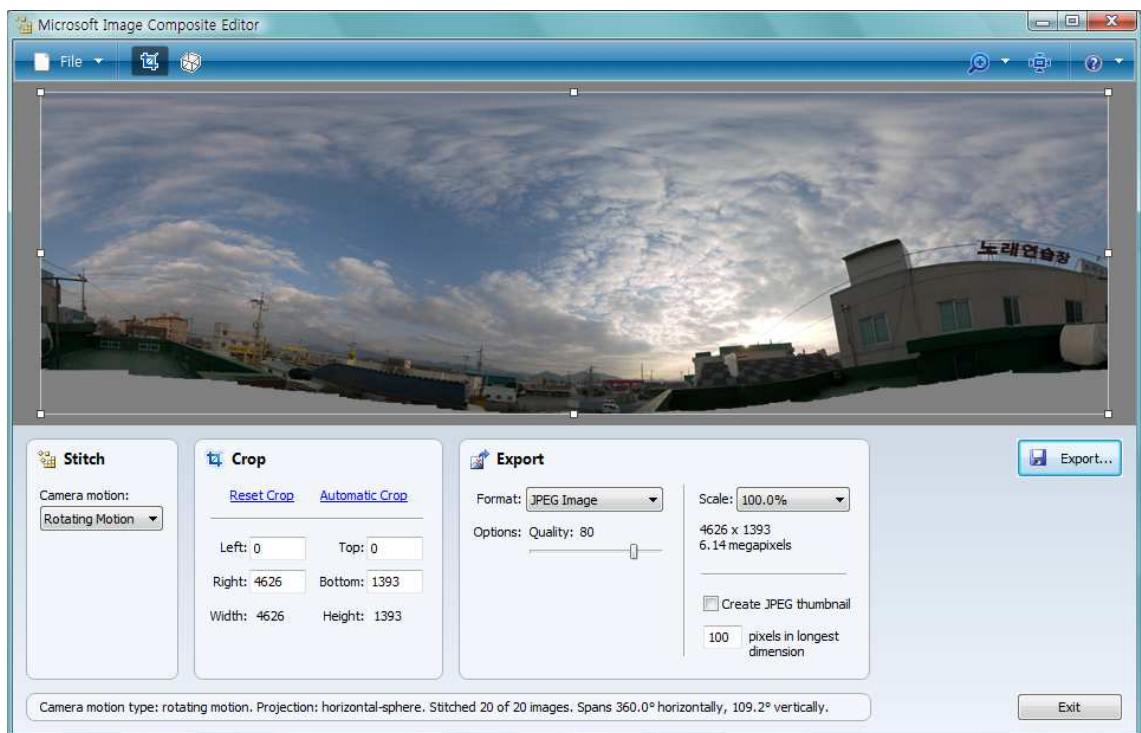 Microsoft Image Composite Editor
File
노래연습장
Stitch
Camera motion:
Rotating Motion
Crop
Reset Crop Automatic Crop
Left: 0 Top: 0
Right: 4626 Bottom: 1393
Width: 4626 Height: 1393
Export
Format: JPEG Image
Options: Quality: 80
Scale: 100.0%
4626 x 1393
6.14 megapixels
Create JPEG thumbnail
100 pixels in longest
dimension
Export...
Camera motion type: rotating motion. Projection: horizontal-sphere. Stitched 20 of 20 images. Spans 360.0° horizontally, 109.2° vertically.
Exit